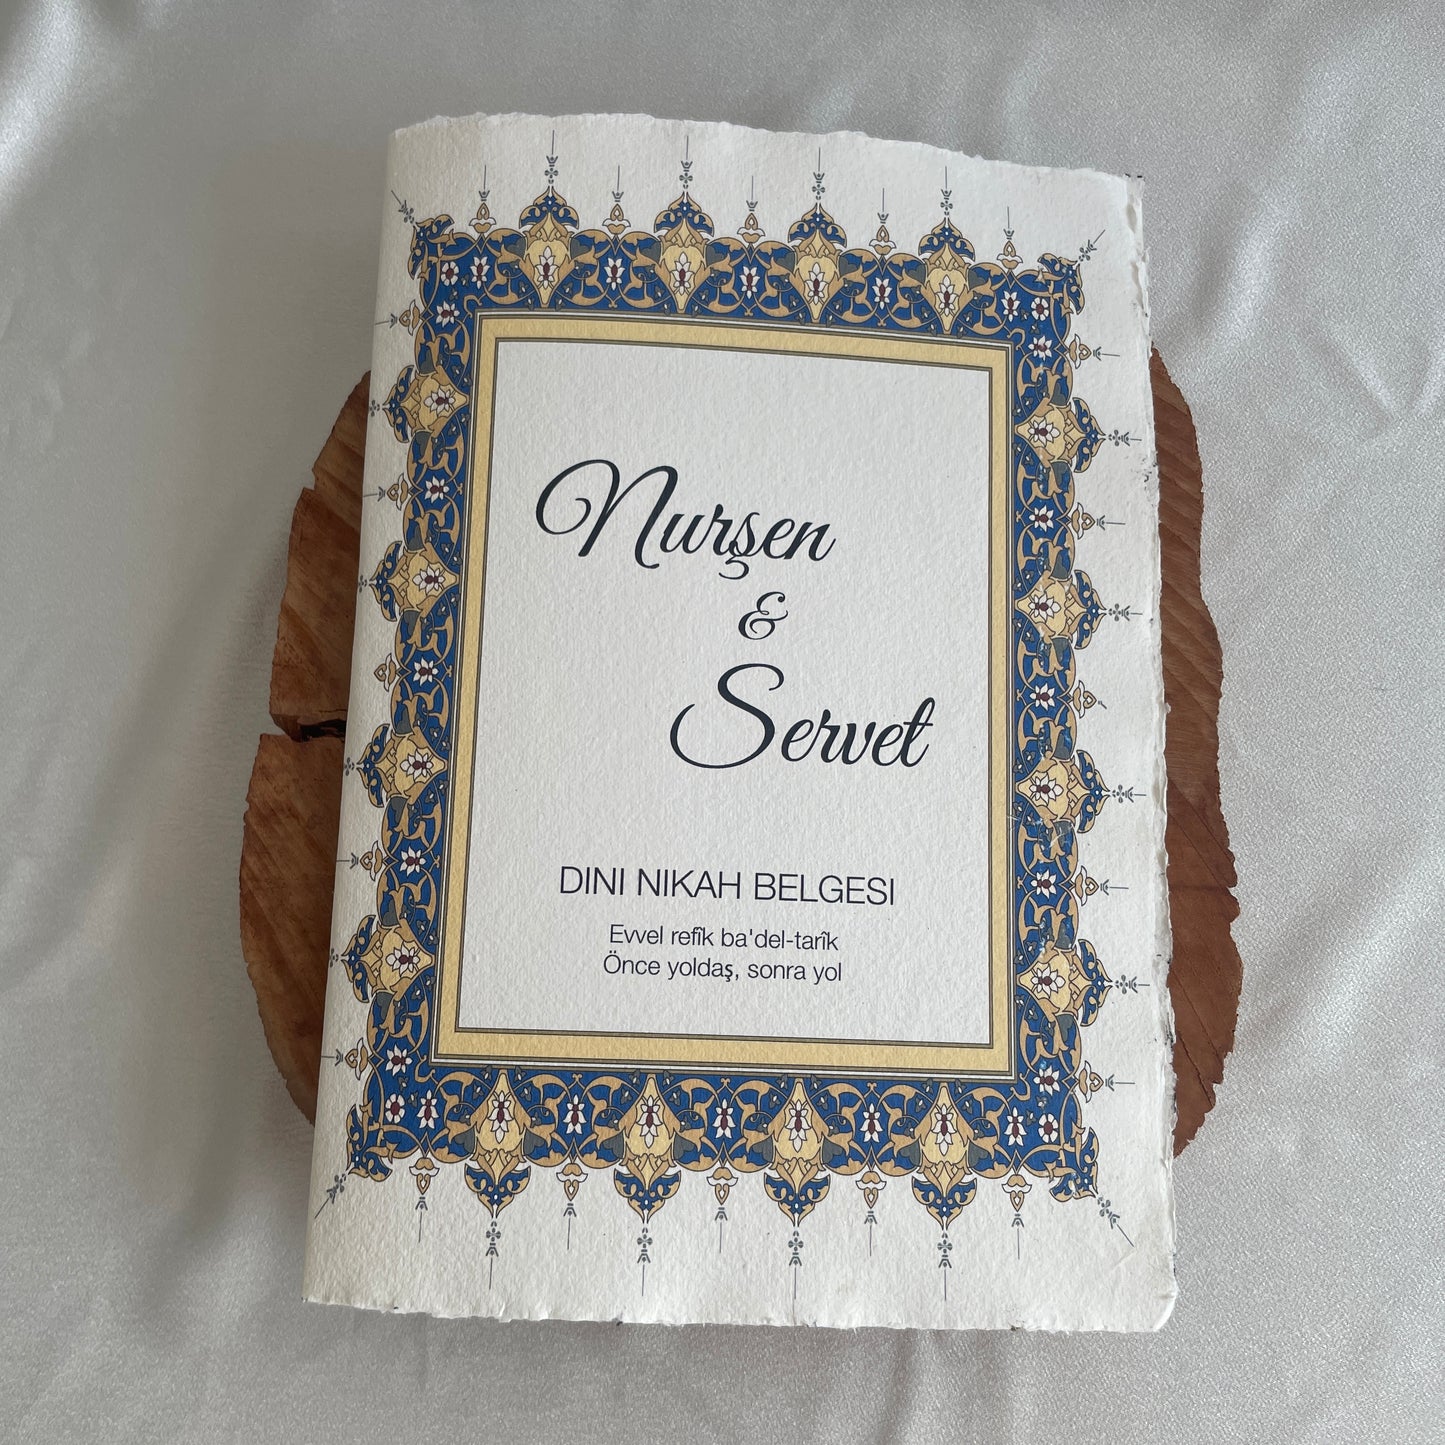 Nurşen
&
Servet
DINI NIKAH BELGESI
Evvel refîk ba'del-tarîk
Önce yoldaş, sonra yol